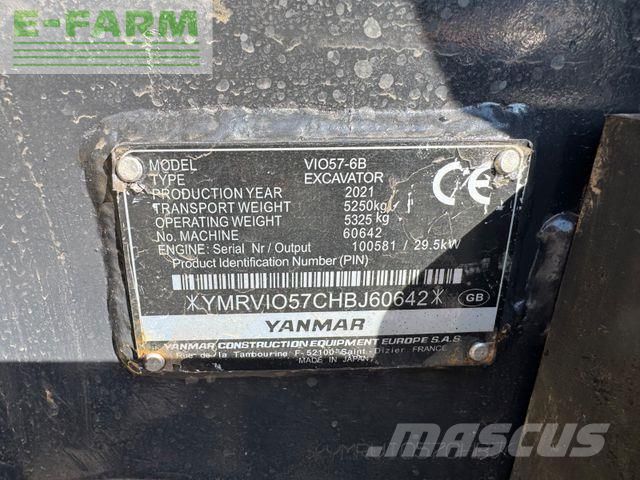 E-FARM
MODEL VIO57-6B
TYPE EXCAVATOR
PRODUCTION YEAR 2021
TRANSPORT WEIGHT 5250kg
OPERATING WEIGHT 5325 kg
No. MACHINE 60642
ENGINE: Serial Nr / Output 100581 / 29.5kW
Product Identification Number (PIN)
CE
*YMRVIO57CHBJ60642*
GB
YANMAR
YANMAR CONSTRUCTION EQUIPMENT EUROPE S.A.S.
Rue de la Tambourine F-52100 Saint-Dizier FRANCE
MADE IN JAPAN
MASCUS